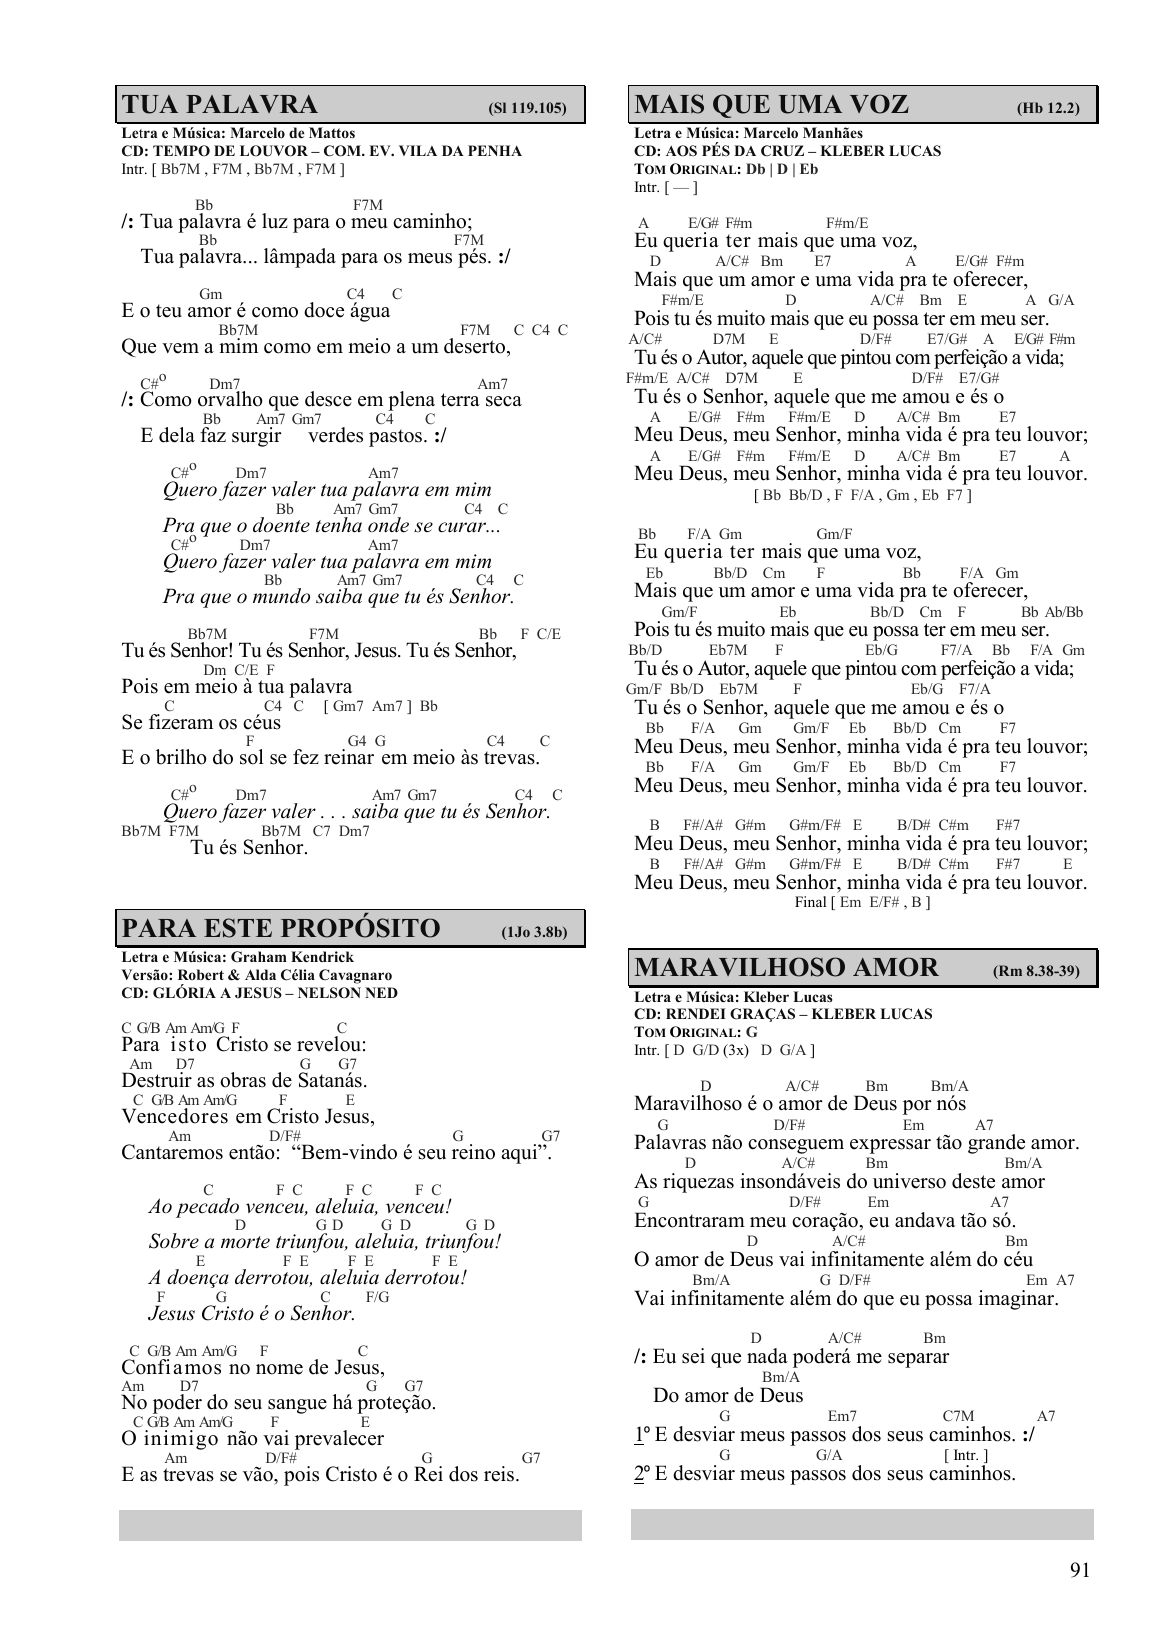 TUA PALAVRA (Sl 119.105)
Letra e Música: Marcelo de Mattos
CD: TEMPO DE LOUVOR – COM. EV. VILA DA PENHA
Intr. [ Bb7M , F7M , Bb7M , F7M ]
Bb F7M
/: Tua palavra é luz para o meu caminho;
Bb F7M
Tua palavra... lâmpada para os meus pés. :/
Gm C4 C
E o teu amor é como doce água
Bb7M F7M C C4 C
Que vem a mim como em meio a um deserto,
C#º Dm7 Am7
/: Como orvalho que desce em plena terra seca
Bb Am7 Gm7 C4 C
E dela faz surgir verdes pastos. :/
C#º Dm7 Am7
Quero fazer valer tua palavra em mim
Bb Am7 Gm7 C4 C
Pra que o doente tenha onde se curar...
C#º Dm7 Am7
Quero fazer valer tua palavra em mim
Bb Am7 Gm7 C4 C
Pra que o mundo saiba que tu és Senhor.
Bb7M F7M Bb F C/E
Tu és Senhor! Tu és Senhor, Jesus. Tu és Senhor,
Dm C/E F
Pois em meio à tua palavra
C C4 C [ Gm7 Am7 ] Bb
Se fizeram os céus
F G4 G C4 C
E o brilho do sol se fez reinar em meio às trevas.
C#º Dm7 Am7 Gm7 C4 C
Quero fazer valer . . . saiba que tu és Senhor.
Bb7M F7M Bb7M C7 Dm7
Tu és Senhor.
PARA ESTE PROPÓSITO (1Jo 3.8b)
Letra e Música: Graham Kendrick
Versão: Robert & Alda Célia Cavagnaro
CD: GLÓRIA A JESUS – NELSON NED
C G/B Am Am/G F C
Para isto Cristo se revelou:
Am D7 G G7
Destruir as obras de Satanás.
C G/B Am Am/G F E
Vencedores em Cristo Jesus,
Am D/F# G G7
Cantaremos então: “Bem-vindo é seu reino aqui”.
C F C F C F C
Ao pecado venceu, aleluia, venceu!
D G D G D G D
Sobre a morte triunfou, aleluia, triunfou!
E F E F E F E
A doença derrotou, aleluia derrotou!
F G C F/G
Jesus Cristo é o Senhor.
C G/B Am Am/G F C
Confiamos no nome de Jesus,
Am D7 G G7
No poder do seu sangue há proteção.
C G/B Am Am/G F E
O inimigo não vai prevalecer
Am D/F# G G7
E as trevas se vão, pois Cristo é o Rei dos reis.
MAIS QUE UMA VOZ (Hb 12.2)
Letra e Música: Marcelo Manhães
CD: AOS PÉS DA CRUZ – KLEBER LUCAS
TOM ORIGINAL: Db | D | Eb
Intr. [ — ]
A E/G# F#m F#m/E
Eu queria ter mais que uma voz,
D A/C# Bm E7 A E/G# F#m
Mais que um amor e uma vida pra te oferecer,
F#m/E D A/C# Bm E A G/A
Pois tu és muito mais que eu possa ter em meu ser.
A/C# D7M E D/F# E7/G# A E/G# F#m
Tu és o Autor, aquele que pintou com perfeição a vida;
F#m/E A/C# D7M E D/F# E7/G#
Tu és o Senhor, aquele que me amou e és o
A E/G# F#m F#m/E D A/C# Bm E7
Meu Deus, meu Senhor, minha vida é pra teu louvor;
A E/G# F#m F#m/E D A/C# Bm E7 A
Meu Deus, meu Senhor, minha vida é pra teu louvor.
[ Bb Bb/D , F F/A , Gm , Eb F7 ]
Bb F/A Gm Gm/F
Eu queria ter mais que uma voz,
Eb Bb/D Cm F Bb F/A Gm
Mais que um amor e uma vida pra te oferecer,
Gm/F Eb Bb/D Cm F Bb Ab/Bb
Pois tu és muito mais que eu possa ter em meu ser.
Bb/D Eb7M F Eb/G F7/A Bb F/A Gm
Tu és o Autor, aquele que pintou com perfeição a vida;
Gm/F Bb/D Eb7M F Eb/G F7/A
Tu és o Senhor, aquele que me amou e és o
Bb F/A Gm Gm/F Eb Bb/D Cm F7
Meu Deus, meu Senhor, minha vida é pra teu louvor;
Bb F/A Gm Gm/F Eb Bb/D Cm F7
Meu Deus, meu Senhor, minha vida é pra teu louvor.
B F#/A# G#m G#m/F# E B/D# C#m F#7
Meu Deus, meu Senhor, minha vida é pra teu louvor;
B F#/A# G#m G#m/F# E B/D# C#m F#7 E
Meu Deus, meu Senhor, minha vida é pra teu louvor.
Final [ Em E/F# , B ]
MARAVILHOSO AMOR (Rm 8.38-39)
Letra e Música: Kleber Lucas
CD: RENDEI GRAÇAS – KLEBER LUCAS
TOM ORIGINAL: G
Intr. [ D G/D (3x) D G/A ]
D A/C# Bm Bm/A
Maravilhoso é o amor de Deus por nós
G D/F# Em A7
Palavras não conseguem expressar tão grande amor.
D A/C# Bm Bm/A
As riquezas insondáveis do universo deste amor
G D/F# Em A7
Encontraram meu coração, eu andava tão só.
D A/C# Bm
O amor de Deus vai infinitamente além do céu
Bm/A G D/F# Em A7
Vai infinitamente além do que eu possa imaginar.
D A/C# Bm
/: Eu sei que nada poderá me separar
Bm/A
Do amor de Deus
G Em7 C7M A7
1º E desviar meus passos dos seus caminhos. :/
G G/A [ Intr. ]
2º E desviar meus passos dos seus caminhos.
91